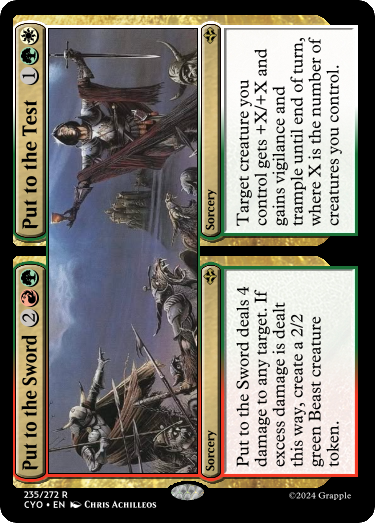 Put to the Sword 2
Sorcery
Put to the Sword deals 4
damage to any target. If
excess damage is dealt
this way, create a 2/2
green Beast creature
token.
Put to the Test 1
Sorcery
Target creature you
control gets +X/+X and
gains vigilance and
trample until end of turn,
where X is the number of
creatures you control.
235/272 R
CYO • EN Chris Achilleos
©2024 Grapple